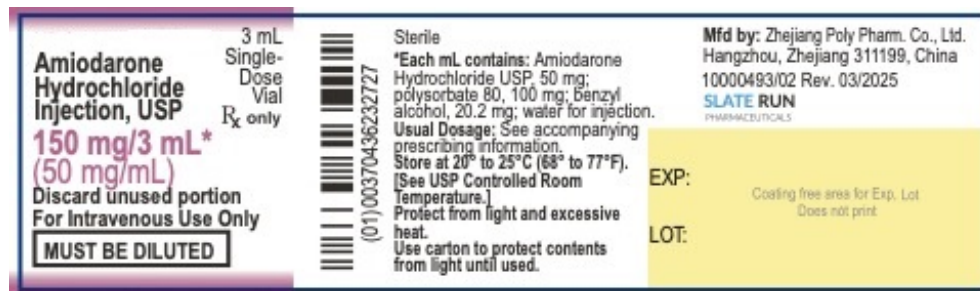 Amiodarone
Hydrochloride
Injection, USP
3 mL
Single-
Dose
Vial
Rx only
150 mg/3 mL*
(50 mg/mL)
Discard unused portion
For Intravenous Use Only
MUST BE DILUTED
(01)00370436232727
Sterile
*Each mL contains: Amiodarone
Hydrochloride USP, 50 mg;
polysorbate 80, 100 mg; benzyl
alcohol, 20.2 mg; water for injection.
Usual Dosage: See accompanying
prescribing information.
Store at 20° to 25°C (68° to 77°F).
[See USP Controlled Room
Temperature.]
Protect from light and excessive
heat.
Use carton to protect contents
from light until used.
Mfd by: Zhejiang Poly Pharm. Co., Ltd.
Hangzhou, Zhejiang 311199, China
10000493/02 Rev. 03/2025
SLATE RUN
PHARMACEUTICALS
EXP:
LOT:
Coating free area for Exp, Lot
Does not print